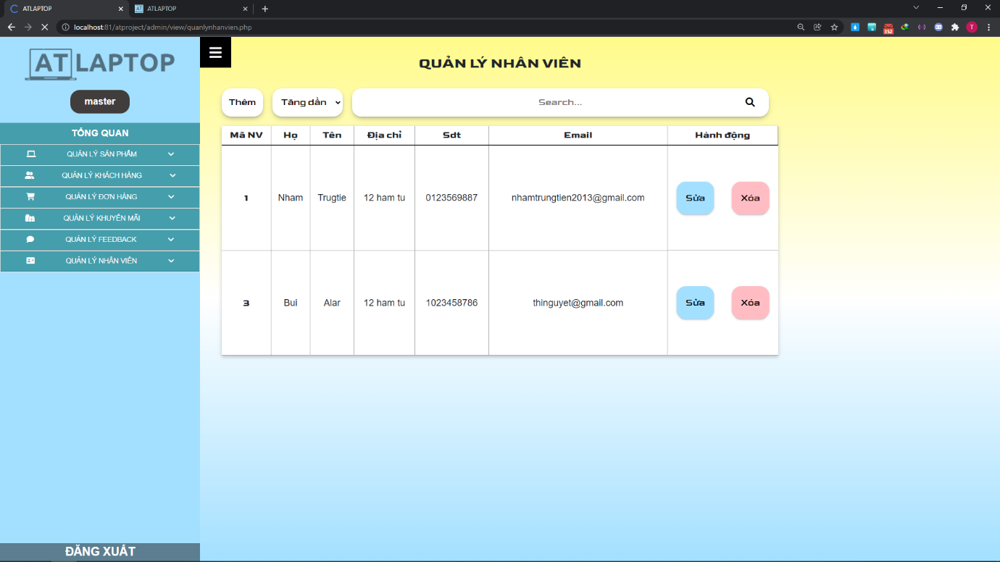 ATLAPTOP
ATLAPTOP
localhost:81/atproject/admin/view/quanlynhanvien.php
352
T
AT LAPTOP
master
TỔNG QUAN
QUẢN LÝ SẢN PHẨM
QUẢN LÝ KHÁCH HÀNG
QUẢN LÝ ĐƠN HÀNG
QUẢN LÝ KHUYẾN MÃI
QUẢN LÝ FEEDBACK
QUẢN LÝ NHÂN VIÊN
ĐĂNG XUẤT
QUẢN LÝ NHÂN VIÊN
Thêm Tăng dần Search...
Mã NV Họ Tên Địa chỉ Sdt Email Hành động
1 Nham Trugtie 12 ham tu 0123569887 nhamtrungtien2013@gmail.com Sửa Xóa
3 Bui Alar 12 ham tu 1023458786 thinguyet@gmail.com Sửa Xóa